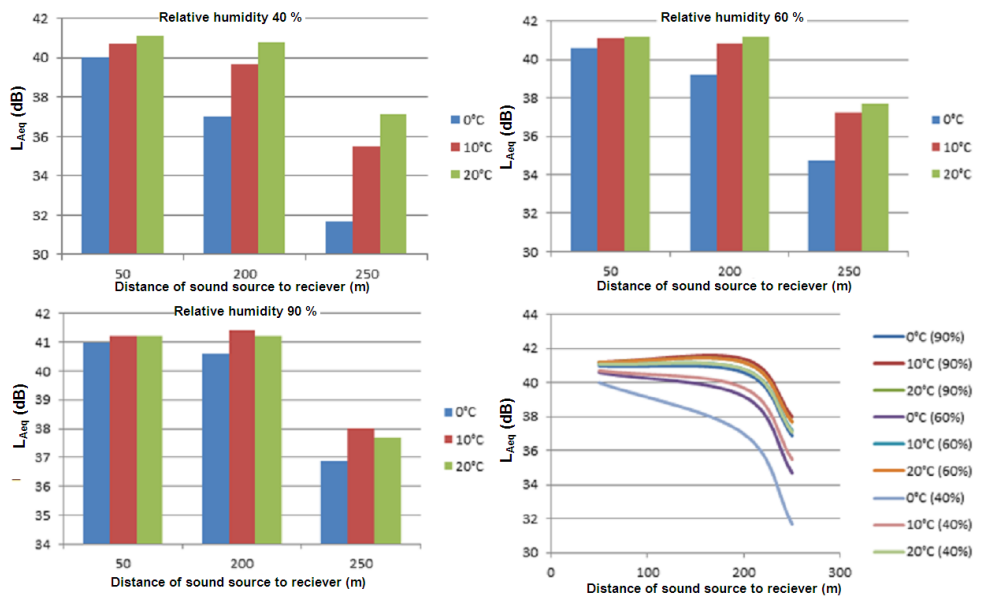 Relative humidity 40 %
42
40
38
36
34
32
30
LAeq (dB)
50
200
250
Distance of sound source to reciever (m)
0°C
10°C
20°C
Relative humidity 60 %
42
40
38
36
34
32
30
LAeq (dB)
50
200
250
Distance of sound source to reciever (m)
0°C
10°C
20°C
Relative humidity 90 %
42
41
40
39
38
37
36
35
34
LAeq (dB)
50
200
250
Distance of sound source to reciever (m)
0°C
10°C
20°C
44
42
40
38
36
34
32
30
LAeq (dB)
0
100
200
300
Distance of sound source to reciever (m)
0°C (90%)
10°C (90%)
20°C (90%)
0°C (60%)
10°C (60%)
20°C (60%)
0°C (40%)
10°C (40%)
20°C (40%)